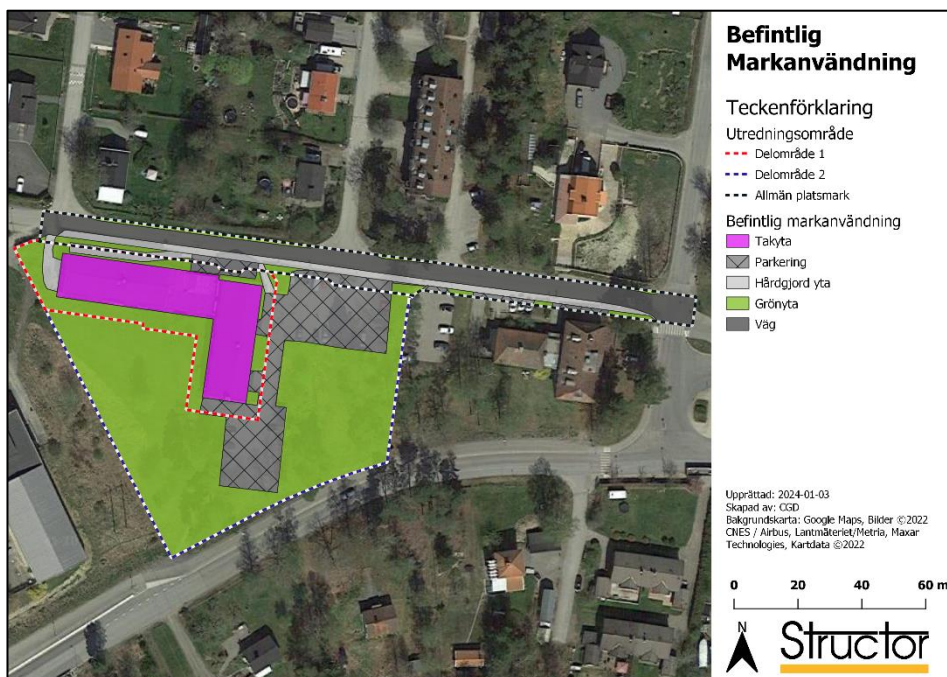 Befintlig
Markanvändning
Teckenförklaring
Utredningsområde
Delområde 1
Delområde 2
Allmän platsmark
Befintlig markanvändning
Takyta
Parkering
Hårdgjord yta
Grönyta
Väg
Upprättad: 2024-01-03
Skapad av: CGD
Bakgrundskarta: Google Maps, Bilder ©2022
CNES / Airbus, Lantmäteriet/Metria, Maxar
Technologies, Kartdata ©2022
0 20 40 60 m
N
Structor